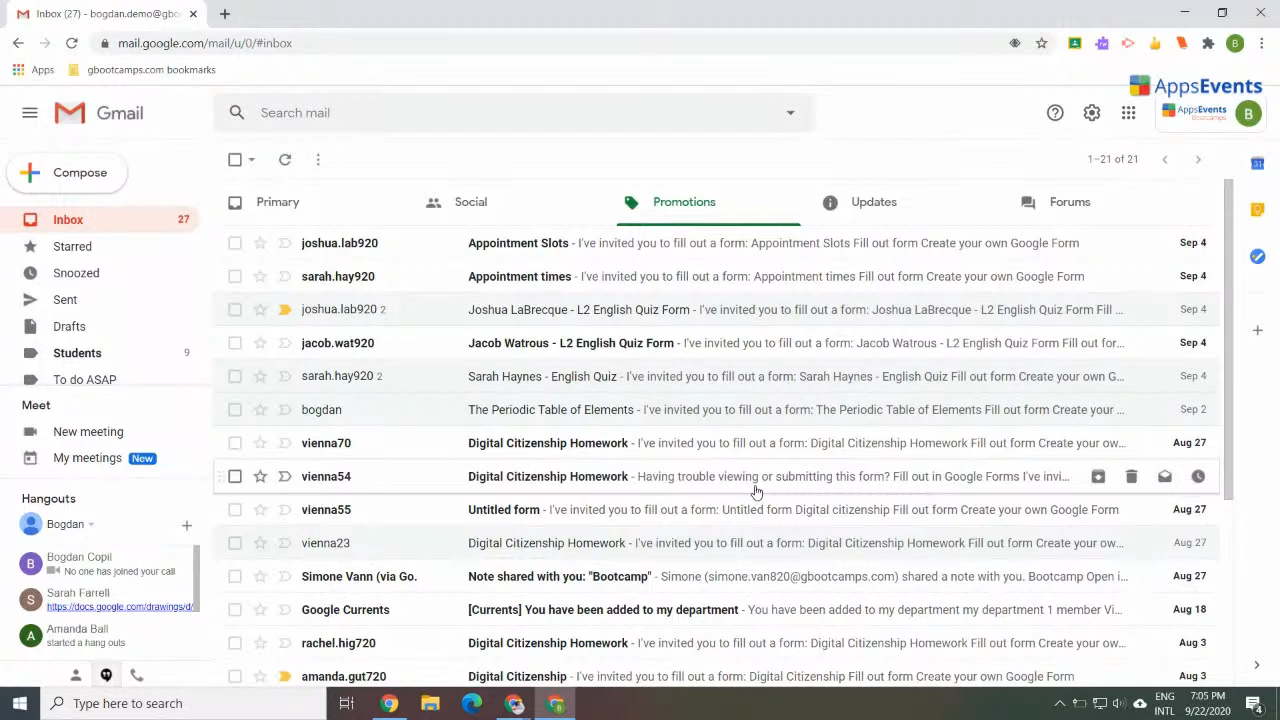 Inbox (27) - bogdan.demo@gbo
mail.google.com/mail/u/0/#inbox
B
Apps
gbootcamps.com bookmarks
AppsEvents
Gmail
Search mail
AppsEvents
Bootcamps
B
Compose
1–21 of 21
31
Inbox 27
Primary
Social
Promotions
Updates
Forums
Starred
Snoozed
Sent
Drafts
Students 9
To do ASAP
joshua.lab920 Appointment Slots - I've invited you to fill out a form: Appointment Slots Fill out form Create your own Google Form Sep 4
sarah.hay920 Appointment times - I've invited you to fill out a form: Appointment times Fill out form Create your own Google Form Sep 4
joshua.lab920 2 Joshua LaBrecque - L2 English Quiz Form - I've invited you to fill out a form: Joshua LaBrecque - L2 English Quiz Form Fill ... Sep 4
jacob.wat920 Jacob Watrous - L2 English Quiz Form - I've invited you to fill out a form: Jacob Watrous - L2 English Quiz Form Fill out for... Sep 4
sarah.hay920 2 Sarah Haynes - English Quiz - I've invited you to fill out a form: Sarah Haynes - English Quiz Fill out form Create your own G... Sep 4
bogdan The Periodic Table of Elements - I've invited you to fill out a form: The Periodic Table of Elements Fill out form Create your ... Sep 2
vienna70 Digital Citizenship Homework - I've invited you to fill out a form: Digital Citizenship Homework Fill out form Create your ow... Aug 27
vienna54 Digital Citizenship Homework - Having trouble viewing or submitting this form? Fill out in Google Forms I've invi...
vienna55 Untitled form - I've invited you to fill out a form: Untitled form Digital citizenship Fill out form Create your own Google Form Aug 27
vienna23 Digital Citizenship Homework - I've invited you to fill out a form: Digital Citizenship Homework Fill out form Create your ow... Aug 27
Simone Vann (via Go. Note shared with you: "Bootcamp" - Simone (simone.van820@gbootcamps.com) shared a note with you. Bootcamp Open i... Aug 27
Google Currents [Currents] You have been added to my department - You have been added to my department my department 1 member Vi... Aug 18
rachel.hig720 Digital Citizenship Homework - I've invited you to fill out a form: Digital Citizenship Homework Fill out form Create your ow... Aug 3
amanda.gut720 Digital Citizenship - I've invited you to fill out a form: Digital Citizenship Fill out form Create your own Google Form Aug 3
Meet
New meeting
My meetings New
Hangouts
Bogdan
B
Bogdan Copil
No one has joined your call
S
Sarah Farrell
https://docs.google.com/drawings/d/
A
Amanda Ball
started a hang outs
Type here to search
ENG
INTL
7:05 PM
9/22/2020
4